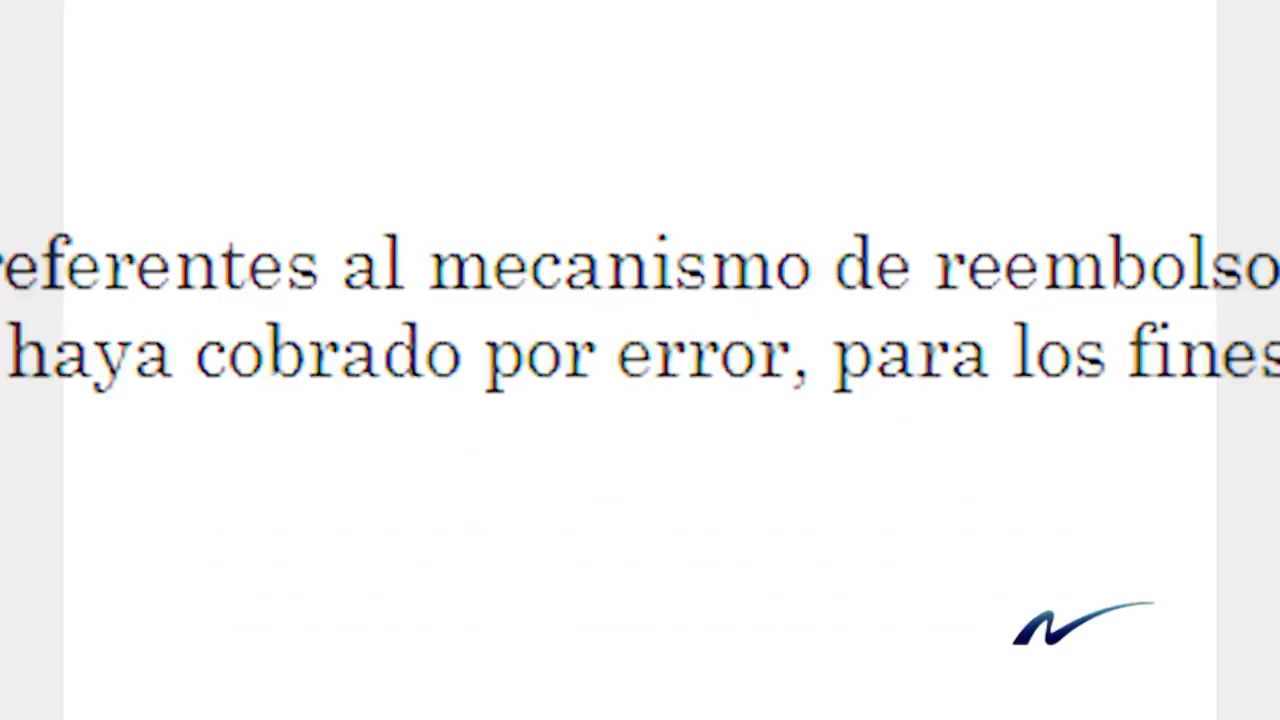 referentes al mecanismo de reembolso
haya cobrado por error, para los fines